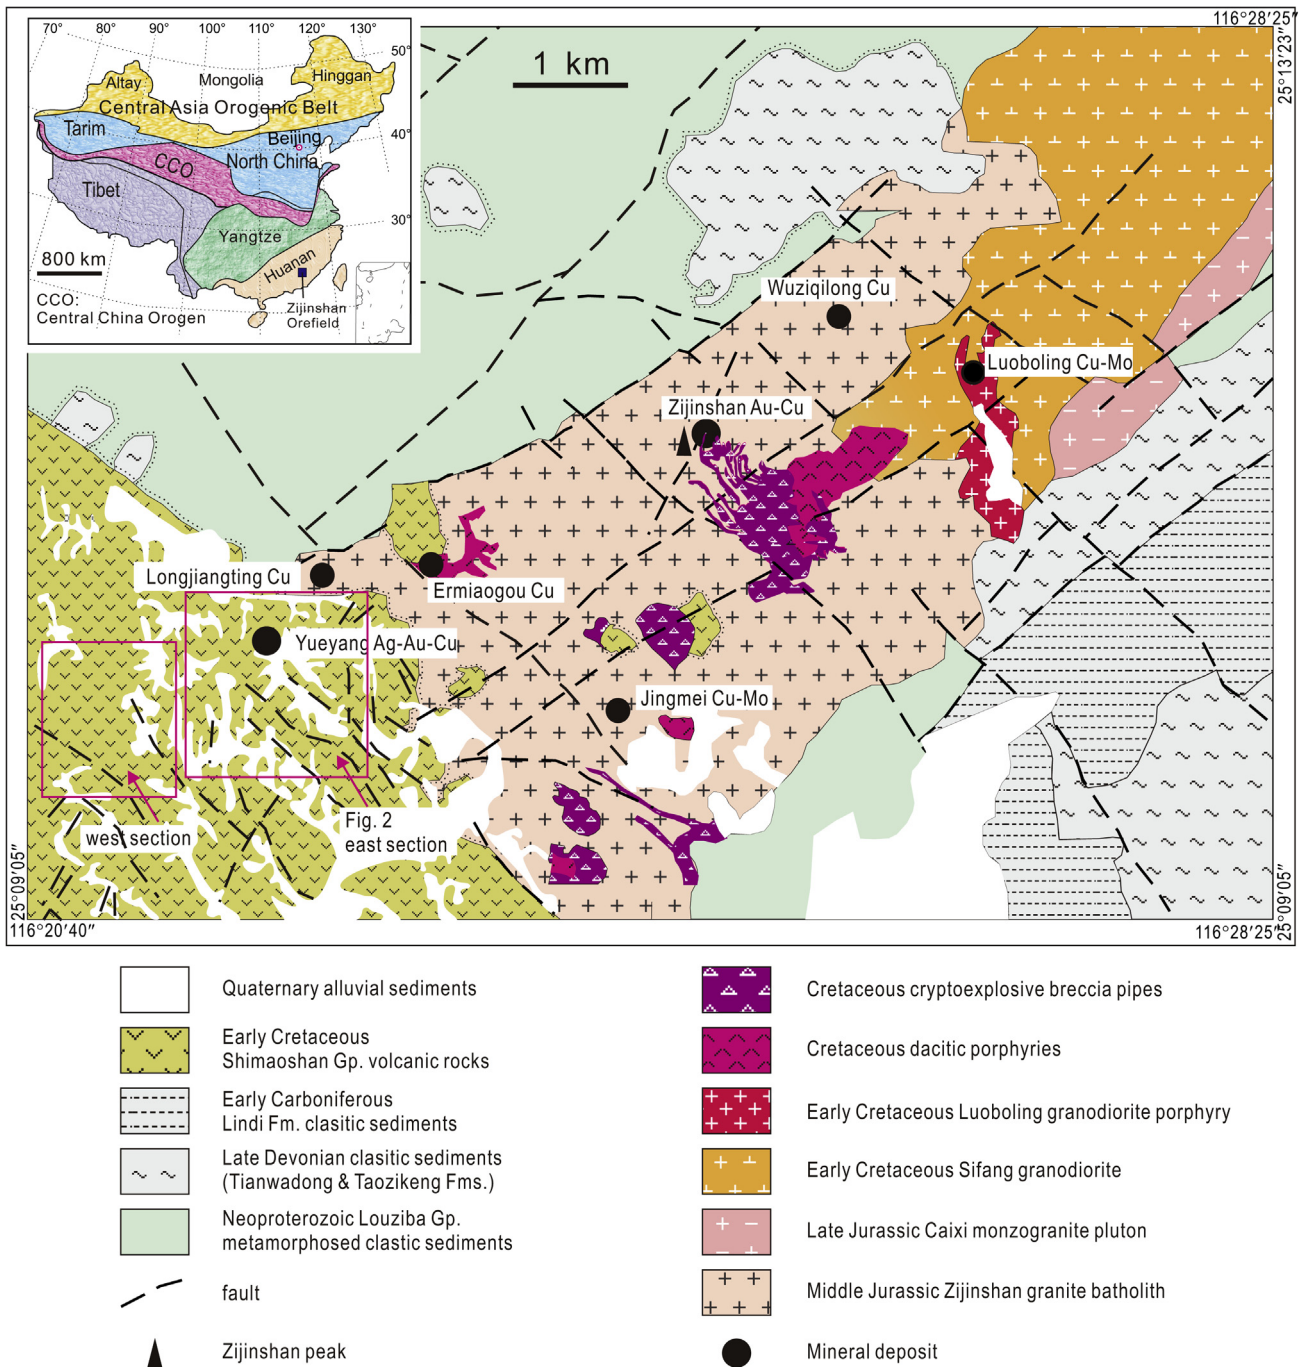 116°28′25″
25°13′23″
70°
80°
90°
100°
110°
120°
130°
50°
40°
30°
Altay
Mongolia
Hinggan
Central Asia Orogenic Belt
Tarim
Beijing
North China
CCO
Tibet
Yangtze
Huanan
800 km
CCO:
Central China Orogen
Zijinshan
Orefield
1 km
Wuziqilong Cu
Luoboling Cu-Mo
Zijinshan Au-Cu
Longjiangting Cu
Ermiaogou Cu
Yueyang Ag-Au-Cu
Jingmei Cu-Mo
west section
Fig. 2
east section
25°09′05″
116°20′40″
25°09′05″
116°28′25″
Quaternary alluvial sediments
Early Cretaceous
Shimaoshan Gp. volcanic rocks
Early Carboniferous
Lindi Fm. clasitic sediments
Late Devonian clasitic sediments
(Tianwadong & Taozikeng Fms.)
Neoproterozoic Louziba Gp.
metamorphosed clastic sediments
fault
Zijinshan peak
Cretaceous cryptoexplosive breccia pipes
Cretaceous dacitic porphyries
Early Cretaceous Luoboling granodiorite porphyry
Early Cretaceous Sifang granodiorite
Late Jurassic Caixi monzogranite pluton
Middle Jurassic Zijinshan granite batholith
Mineral deposit